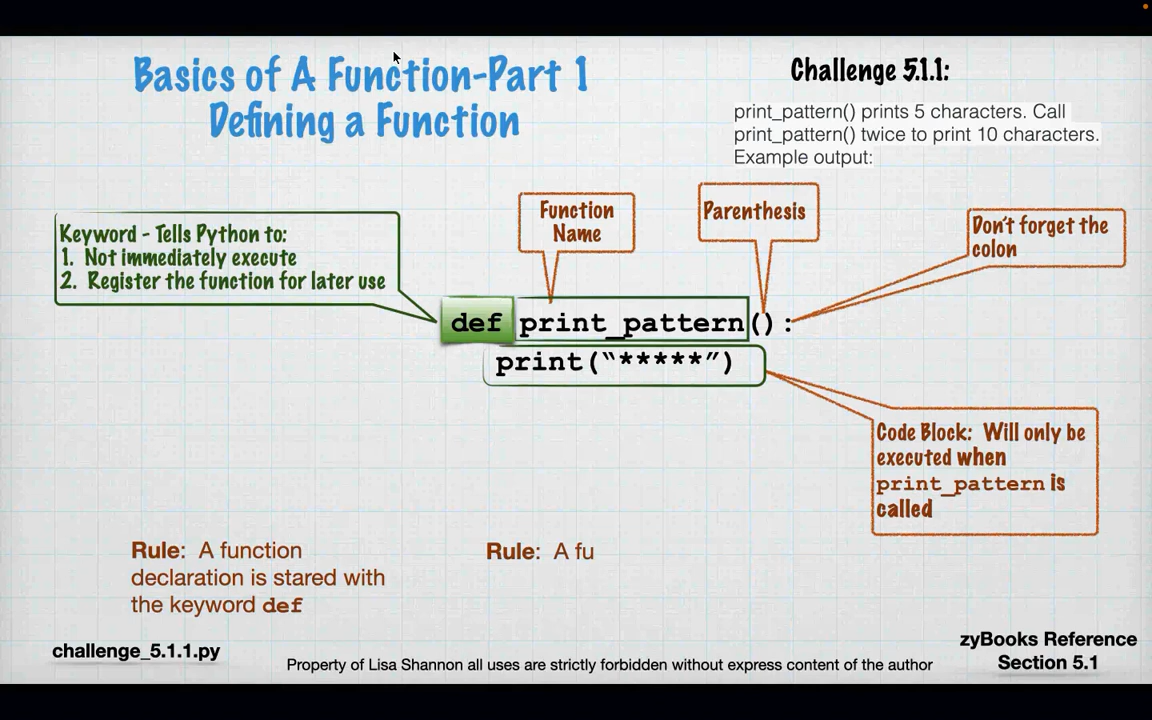 Basics of A Function-Part 1
Defining a Function
Challenge 5.1.1:
print_pattern() prints 5 characters. Call
print_pattern() twice to print 10 characters.
Example output:
Keyword - Tells Python to:
1. Not immediately execute
2. Register the function for later use
Function
Name
Parenthesis
Don't forget the
colon
def print_pattern():
print(“*****”)
Code Block: Will only be
executed when
print_pattern is
called
Rule: A function
declaration is stared with
the keyword def
Rule: A fu
challenge_5.1.1.py
Property of Lisa Shannon all uses are strictly forbidden without express content of the author
zyBooks Reference
Section 5.1